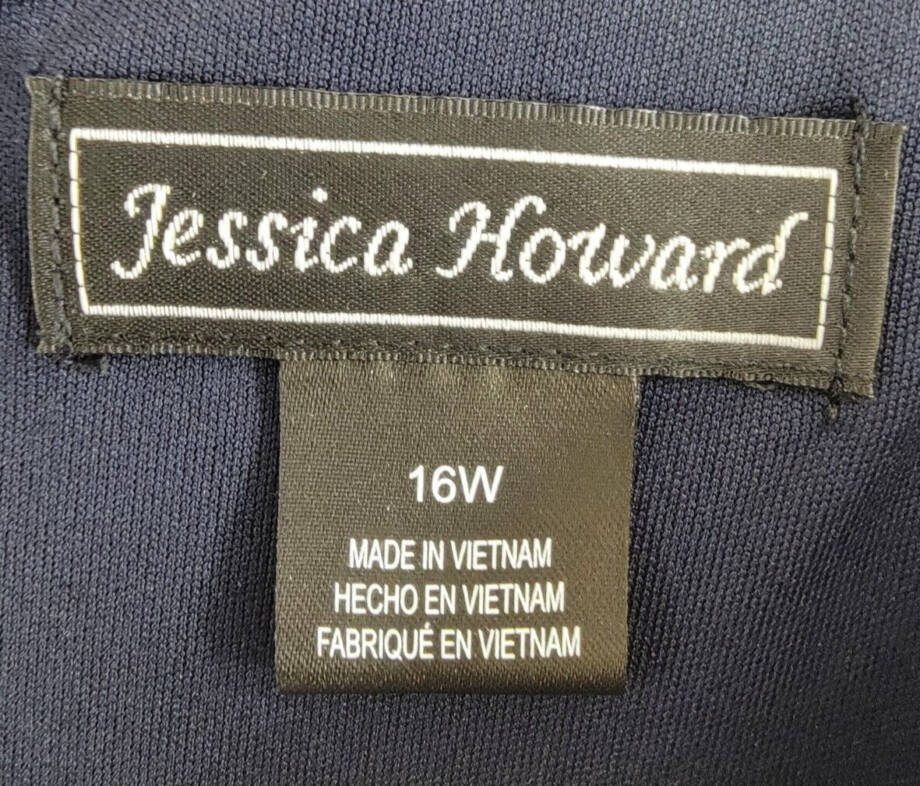 Jessica Howard
16W
MADE IN VIETNAM
HECHO EN VIETNAM
FABRIQUÉ EN VIETNAM